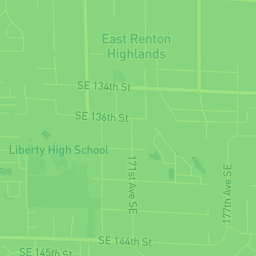 East Renton
Highlands
SE 134th St
SE 136th St
Liberty High School
171st Ave SE
177th Ave SE
SE 144th St
SE 145th St